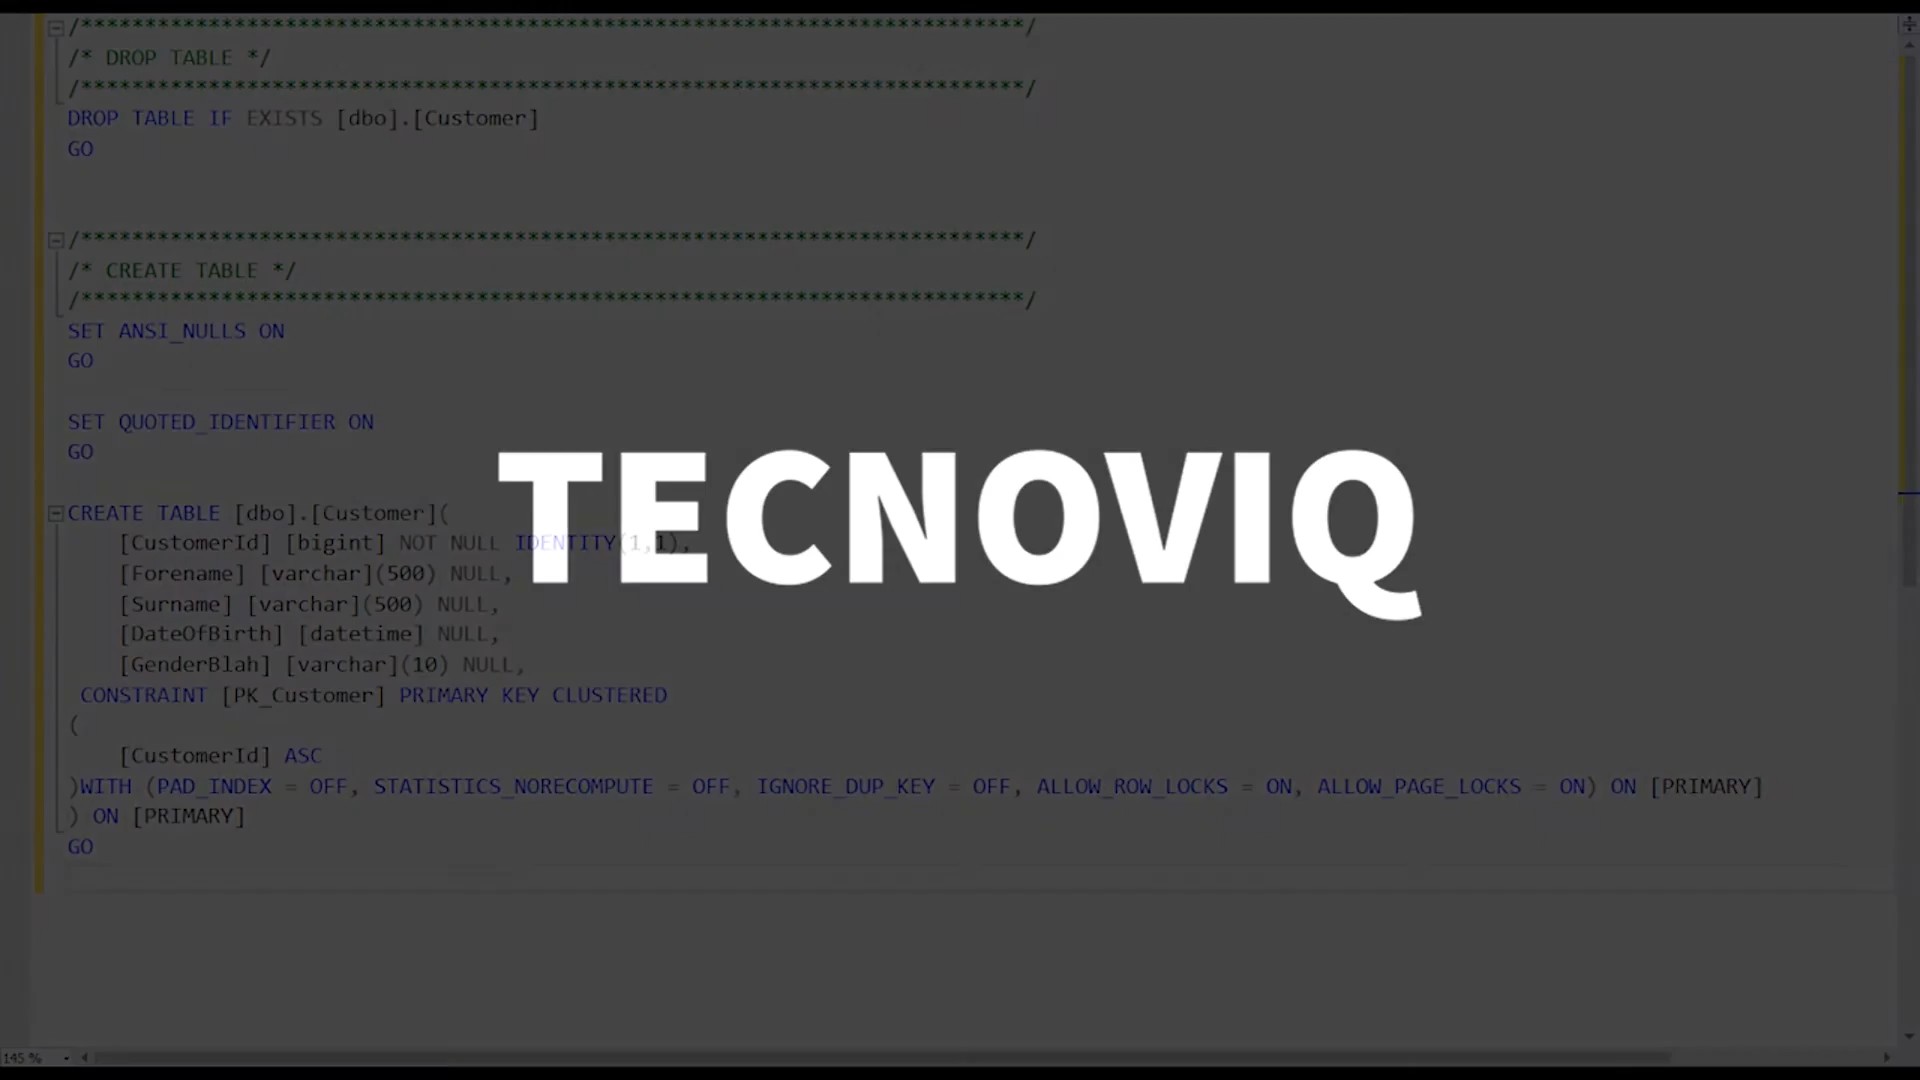 /**************************************************************************/
/* DROP TABLE */
/**************************************************************************/
DROP TABLE IF EXISTS [dbo].[Customer]
GO
/**************************************************************************/
/* CREATE TABLE */
/**************************************************************************/
SET ANSI_NULLS ON
GO
SET QUOTED_IDENTIFIER ON
GO
TECNOVIQ
CREATE TABLE [dbo].[Customer](
[CustomerId] [bigint] NOT NULL IDENTITY(1,1),
[Forename] [varchar](500) NULL,
[Surname] [varchar](500) NULL,
[DateOfBirth] [datetime] NULL,
[GenderBlah] [varchar](10) NULL,
CONSTRAINT [PK_Customer] PRIMARY KEY CLUSTERED
(
[CustomerId] ASC
)WITH (PAD_INDEX = OFF, STATISTICS_NORECOMPUTE = OFF, IGNORE_DUP_KEY = OFF, ALLOW_ROW_LOCKS = ON, ALLOW_PAGE_LOCKS = ON) ON [PRIMARY]
) ON [PRIMARY]
GO
145 %